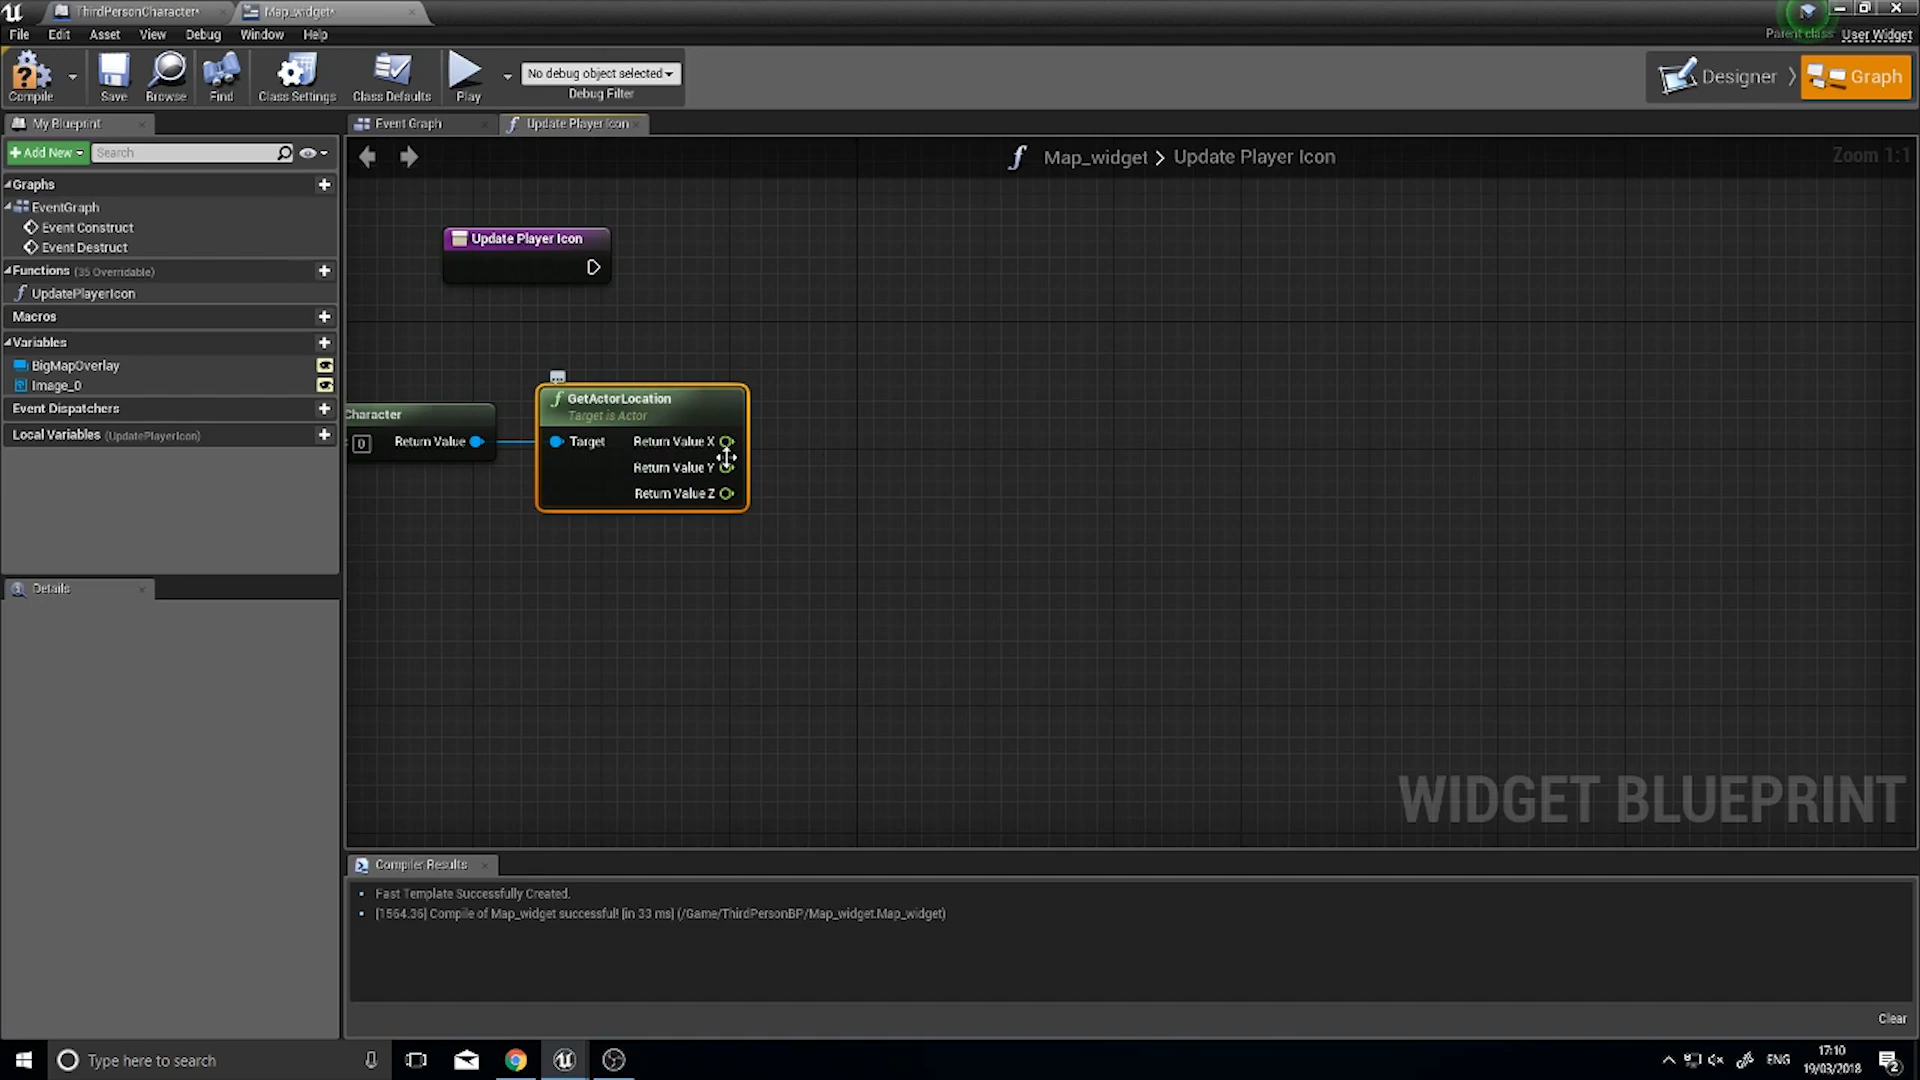 ThirdPersonCharacter*
Map_widget*
File Edit Asset View Debug Window Help
Parent class: User Widget
Compile
Save
Browse
Find
Class Settings
Class Defaults
Play
No debug object selected
Debug Filter
Designer
Graph
My Blueprint
Event Graph
Update Player Icon
+ Add New
Search
Map_widget > Update Player Icon
Zoom 1:1
Graphs
EventGraph
Event Construct
Event Destruct
Functions (35 Overridable)
UpdatePlayerIcon
Macros
Variables
BigMapOverlay
Image_0
Event Dispatchers
Local Variables (UpdatePlayerIcon)
Details
Update Player Icon
Character
0
Return Value
GetActorLocation
Target is Actor
Target
Return Value X
Return Value Y
Return Value Z
WIDGET BLUEPRINT
Compiler Results
Fast Template Successfully Created.
[1564.36] Compile of Map_widget successful! [in 33 ms] (/Game/ThirdPersonBP/Map_widget.Map_widget)
Clear
Type here to search
ENG
17:10
19/03/2018
2